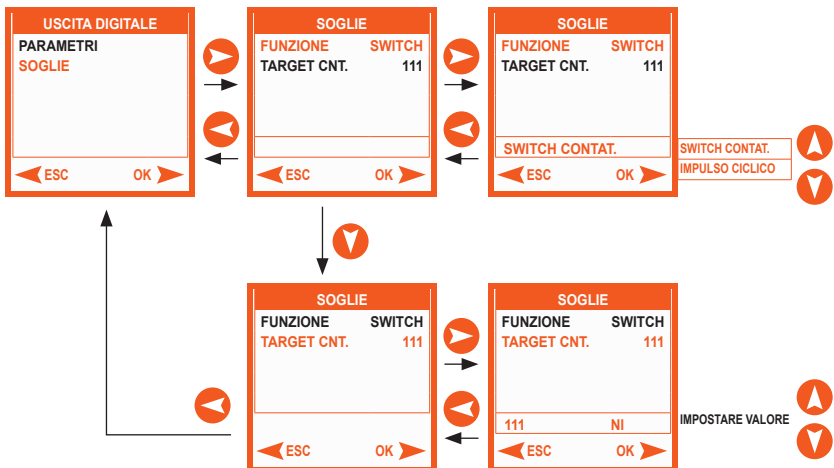 USCITA DIGITALE
PARAMETRI
SOGLIE
ESC OK
SOGLIE
FUNZIONE SWITCH
TARGET CNT. 111
ESC OK
SOGLIE
FUNZIONE SWITCH
TARGET CNT. 111
SWITCH CONTAT.
ESC OK
SWITCH CONTAT.
IMPULSO CICLICO
SOGLIE
FUNZIONE SWITCH
TARGET CNT. 111
ESC OK
SOGLIE
FUNZIONE SWITCH
TARGET CNT. 111
111 NI
ESC OK
IMPOSTARE VALORE